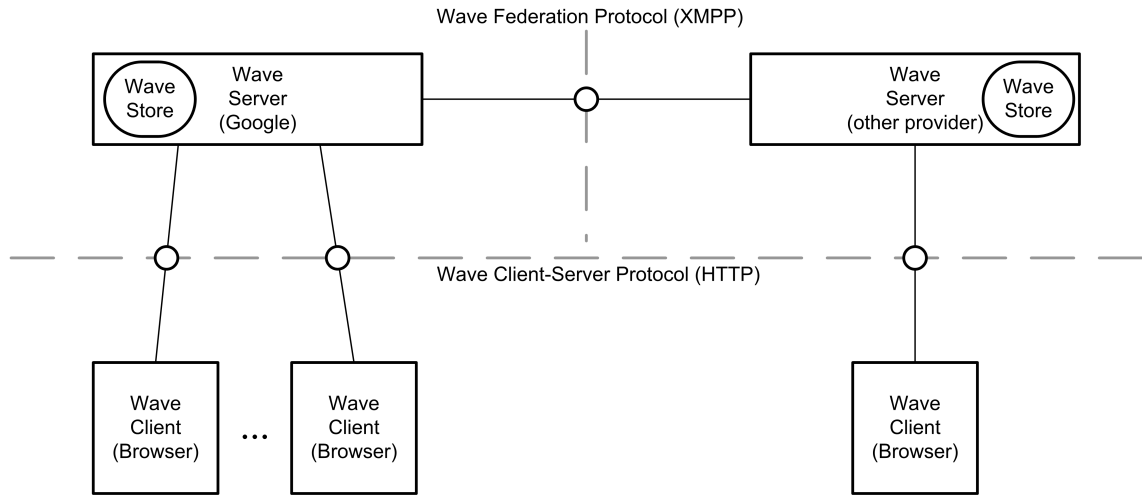 Wave Federation Protocol (XMPP)
Wave
Store
Wave
Server
(Google)
Wave
Server
(other provider)
Wave
Store
Wave Client-Server Protocol (HTTP)
Wave
Client
(Browser)
...
Wave
Client
(Browser)
Wave
Client
(Browser)